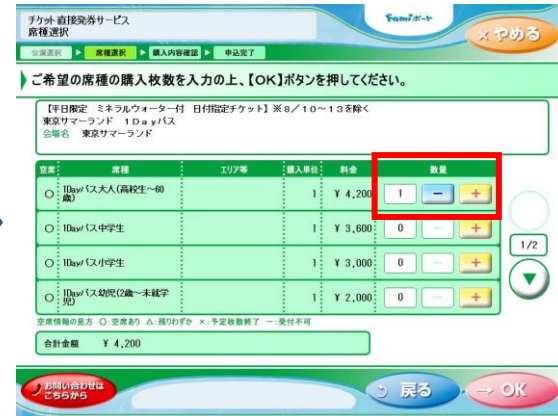 チケット直接発券サービス
席種選択
Famiポート
×やめる
公演選択 ▶ 席種選択 ▶ 購入内容確認 ▶ 申込完了
ご希望の席種の購入枚数を入力の上、【OK】ボタンを押してください。
【平日限定 ミネラルウォーター付 日付指定チケット】※8/10～13を除く
東京サマーランド 1Dayパス
会場名 東京サマーランド
空席 席種 エリア等 購入単位 料金 数量
○ 1Dayパス大人(高校生～60歳) 1 ¥ 4,200 1 － ＋
○ 1Dayパス中学生 1 ¥ 3,600 0 － ＋
○ 1Dayパス小学生 1 ¥ 3,000 0 － ＋
○ 1Dayパス幼児(2歳～未就学児) 1 ¥ 2,000 0 － ＋
1/2
▼
空席情報の見方 ○:空席あり △:残りわずか ×:予定枚数終了 －:受付不可
合計金額 ¥ 4,200
お問い合わせは
こちらから
戻る
→ OK